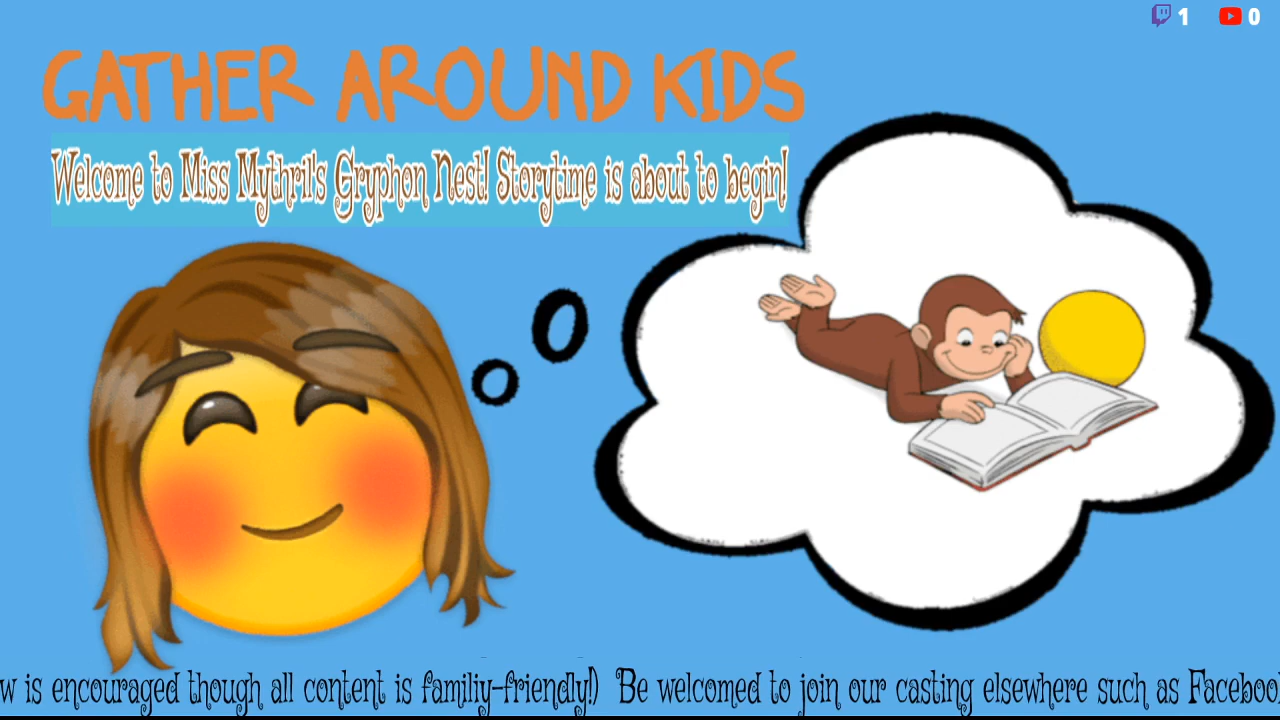 1 0
GATHER AROUND KIDS
Welcome to Miss Mythril's Gryphon Nest! Storytime is about to begin!
w is encouraged though all content is familiy-friendly!) 'Be welcomed to join our casting elsewhere such as Facebook